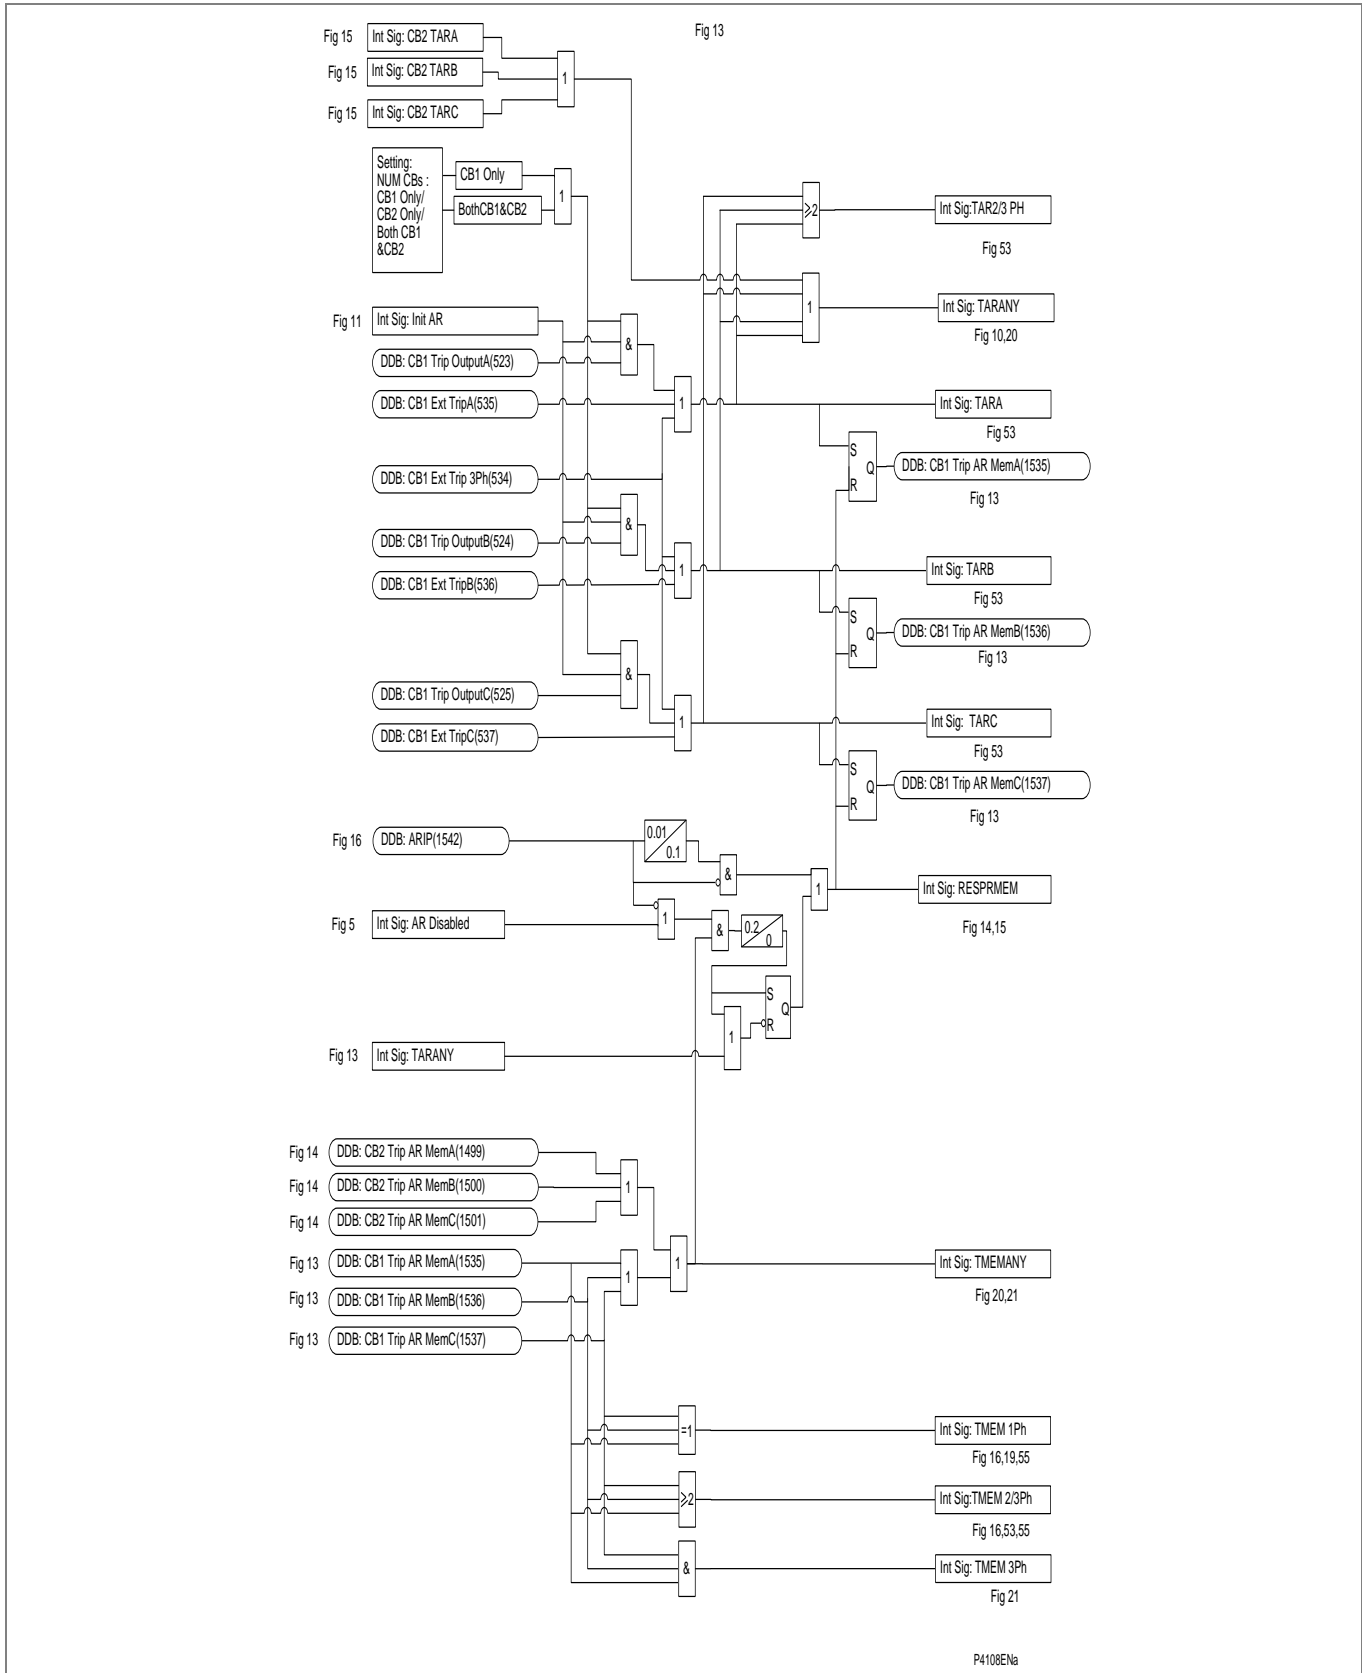 Fig 13
Fig 15 Int Sig: CB2 TARA
Fig 15 Int Sig: CB2 TARB
Fig 15 Int Sig: CB2 TARC
1
Setting:
NUM CBs :
CB1 Only/
CB2 Only/
Both CB1
&CB2
CB1 Only
BothCB1&CB2
1
≥2
Int Sig:TAR2/3 PH
Fig 53
1
Int Sig: TARANY
Fig 10,20
Fig 11 Int Sig: Init AR
DDB: CB1 Trip OutputA(523)
&
DDB: CB1 Ext TripA(535)
1
Int Sig: TARA
Fig 53
S
Q
R
DDB: CB1 Trip AR MemA(1535)
Fig 13
DDB: CB1 Ext Trip 3Ph(534)
&
DDB: CB1 Trip OutputB(524)
DDB: CB1 Ext TripB(536)
1
Int Sig: TARB
Fig 53
S
Q
R
DDB: CB1 Trip AR MemB(1536)
Fig 13
&
DDB: CB1 Trip OutputC(525)
DDB: CB1 Ext TripC(537)
1
Int Sig: TARC
Fig 53
S
Q
R
DDB: CB1 Trip AR MemC(1537)
Fig 13
Fig 16 DDB: ARIP(1542)
0.01
0.1
&
1
Int Sig: RESPRMEM
Fig 14,15
Fig 5 Int Sig: AR Disabled
1
&
0.2
0
S
Q
R
1
Fig 13 Int Sig: TARANY
Fig 14 DDB: CB2 Trip AR MemA(1499)
Fig 14 DDB: CB2 Trip AR MemB(1500)
Fig 14 DDB: CB2 Trip AR MemC(1501)
1
Fig 13 DDB: CB1 Trip AR MemA(1535)
Fig 13 DDB: CB1 Trip AR MemB(1536)
Fig 13 DDB: CB1 Trip AR MemC(1537)
1
1
Int Sig: TMEMANY
Fig 20,21
=1
Int Sig: TMEM 1Ph
Fig 16,19,55
≥2
Int Sig:TMEM 2/3Ph
Fig 16,53,55
&
Int Sig: TMEM 3Ph
Fig 21
P4108ENa